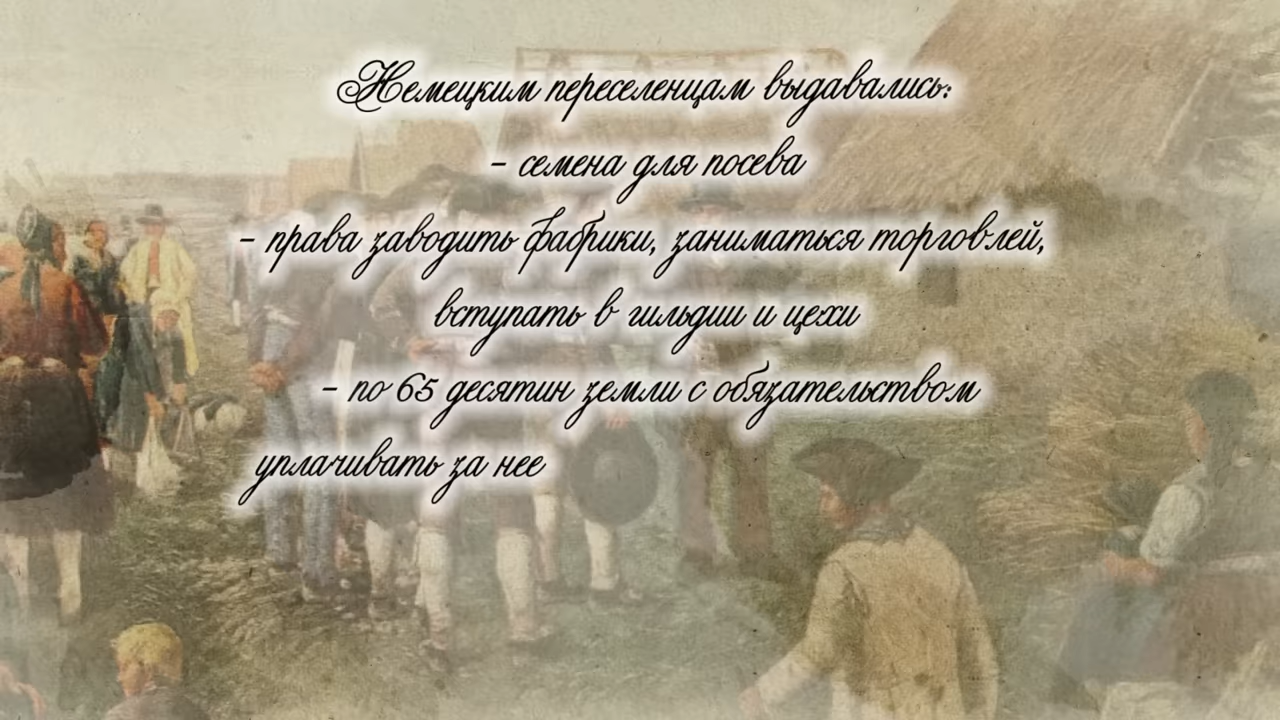 Немецким переселенцам выдавались:
- семена для посева
- права заводить фабрики, заниматься торговлей,
вступать в гильдии и цехи
- по 65 десятин земли с обязательством
уплачивать за нее